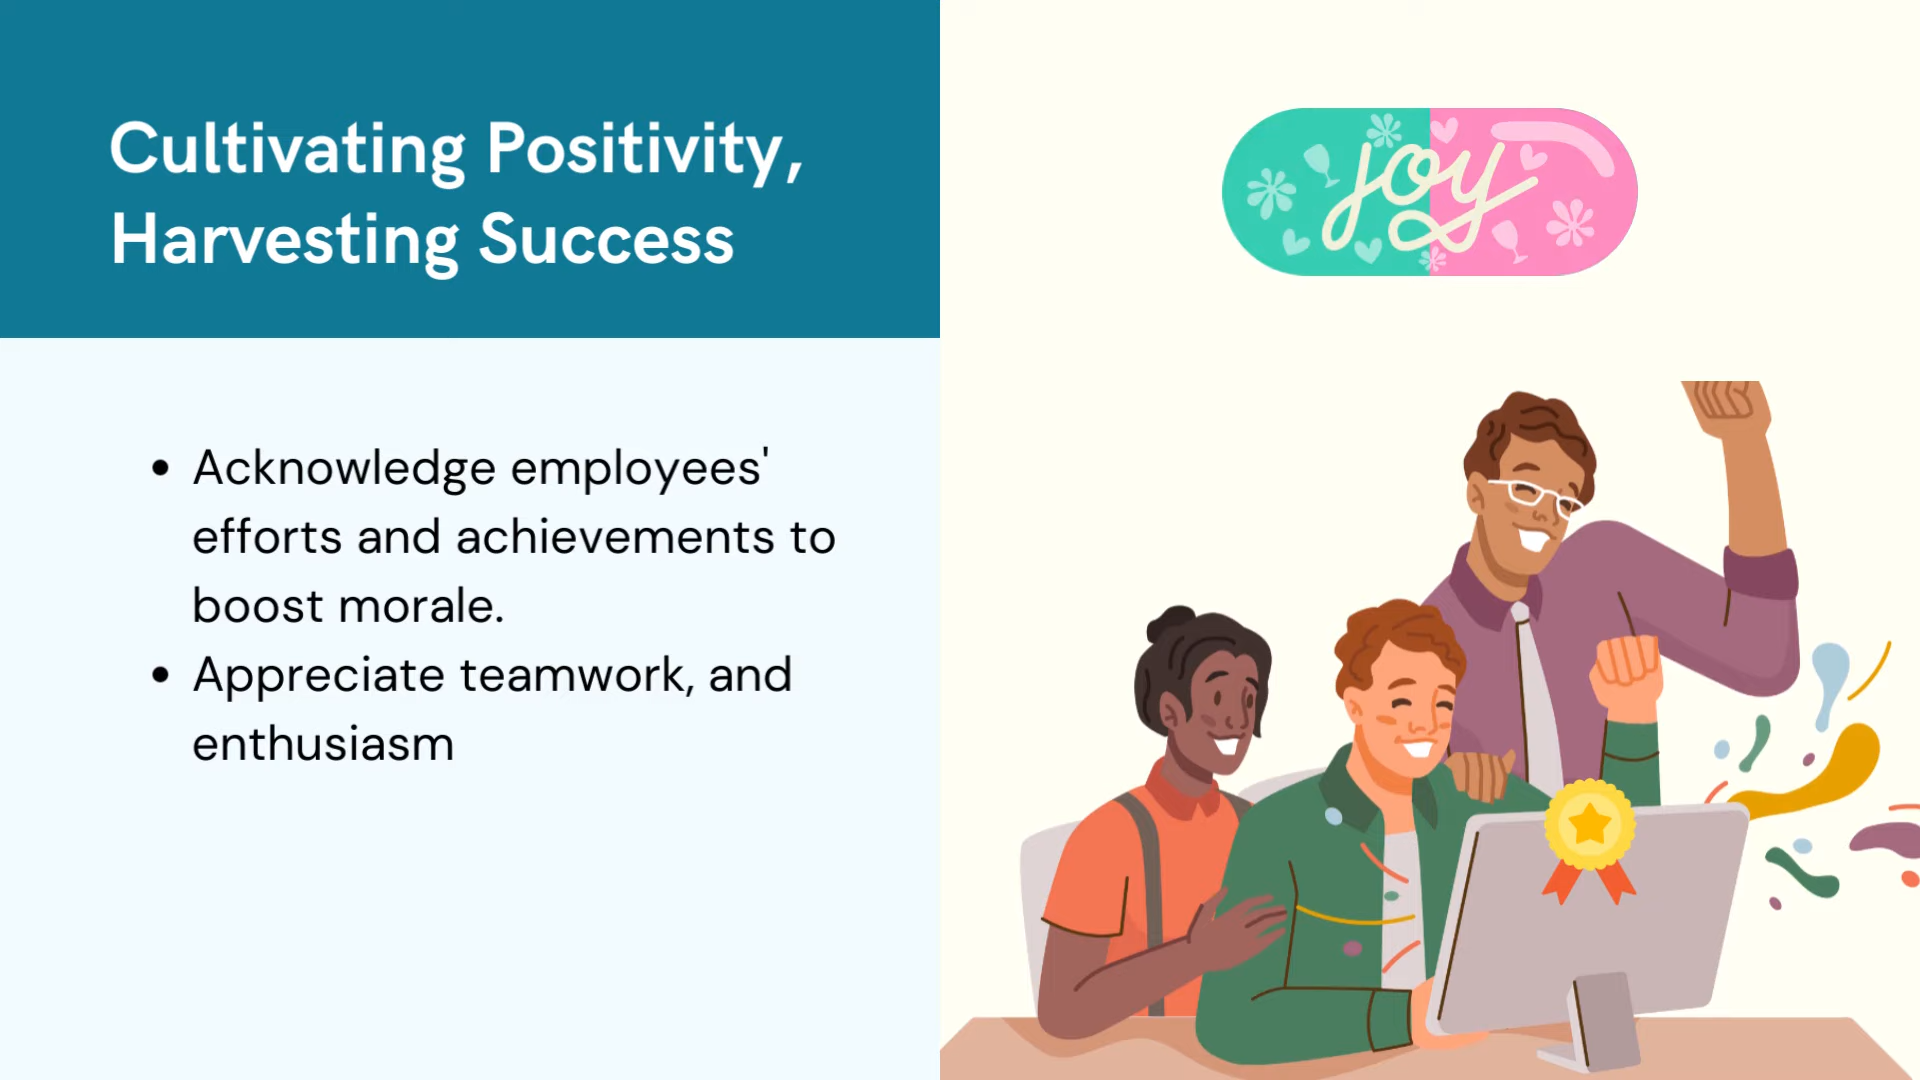 Cultivating Positivity,
Harvesting Success
joy
• Acknowledge employees'
efforts and achievements to
boost morale.
• Appreciate teamwork, and
enthusiasm